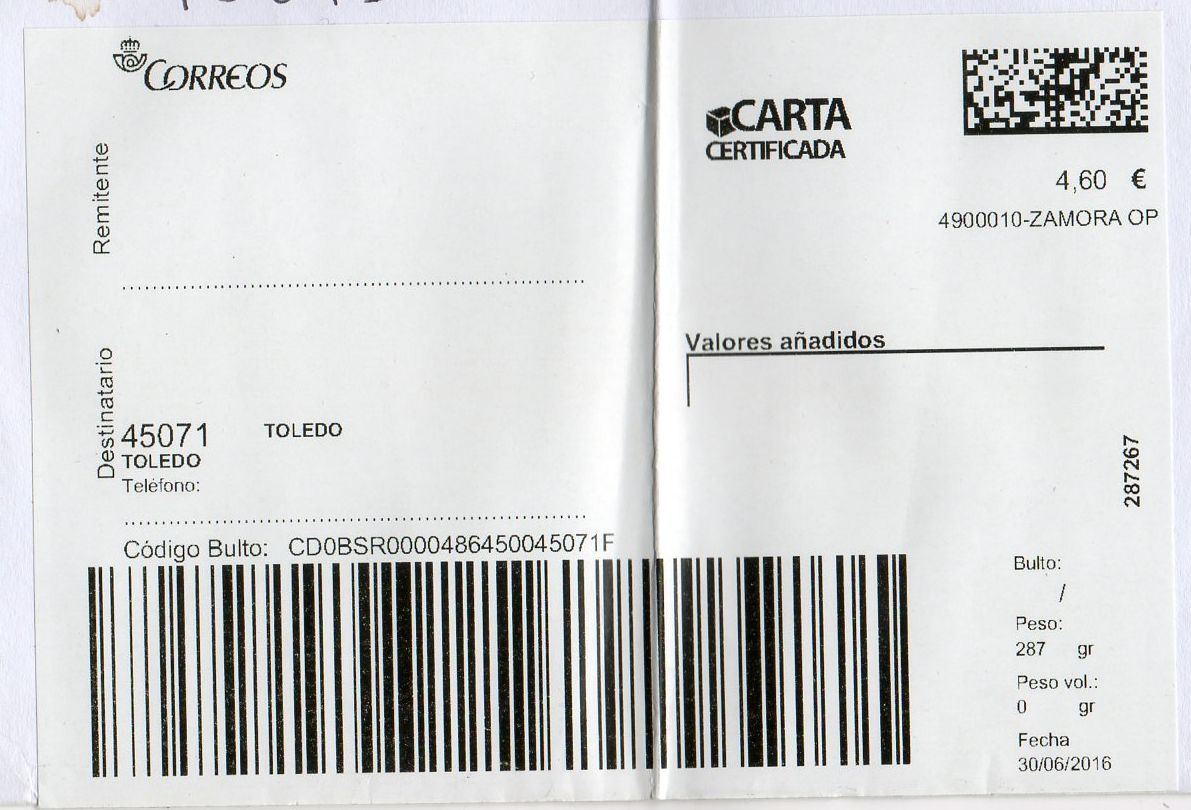 CORREOS
Remitente
CARTA
CERTIFICADA
4,60 €
4900010-ZAMORA OP
Valores añadidos
Destinatario
45071 TOLEDO
TOLEDO
Teléfono:
287267
Código Bulto: CD0BSR0000486450045071F
Bulto:
/
Peso:
287 gr
Peso vol.:
0 gr
Fecha
30/06/2016